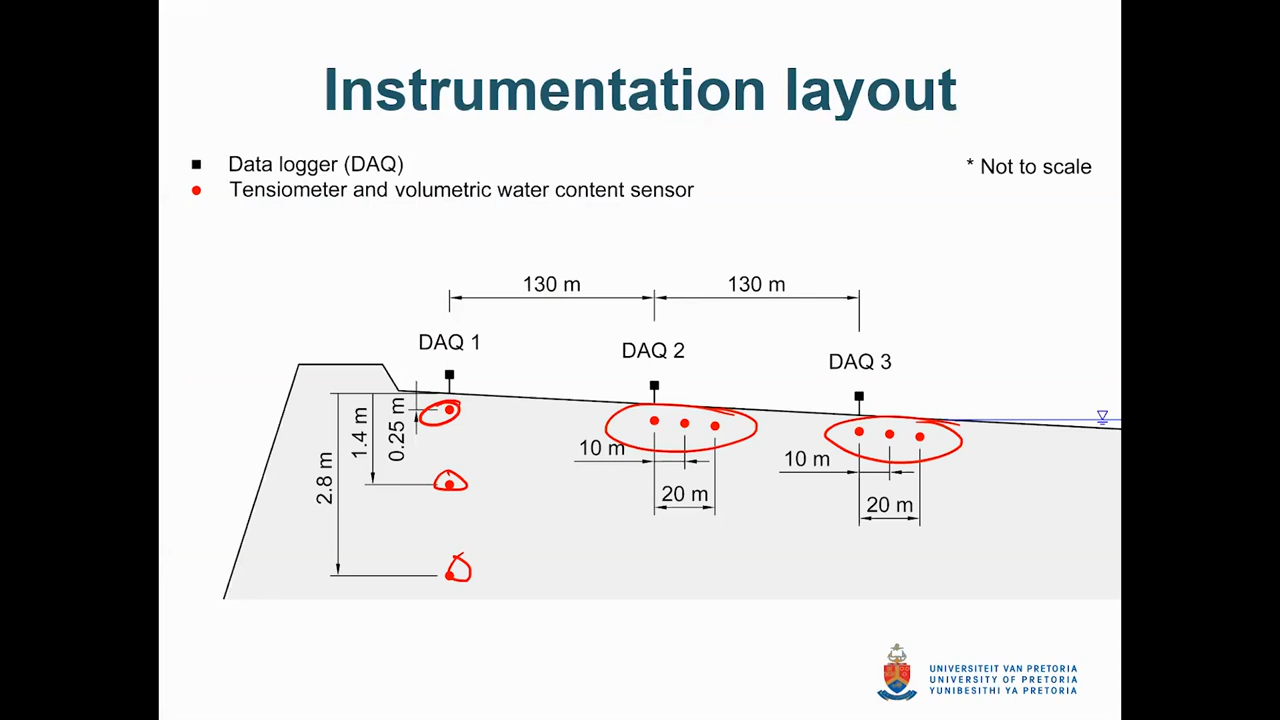 Instrumentation layout
Data logger (DAQ)
* Not to scale
Tensiometer and volumetric water content sensor
130 m
130 m
DAQ 1
DAQ 2
DAQ 3
0.25 m
1.4 m
2.8 m
10 m
10 m
20 m
20 m
UNIVERSITEIT VAN PRETORIA
UNIVERSITY OF PRETORIA
YUNIBESITHI YA PRETORIA